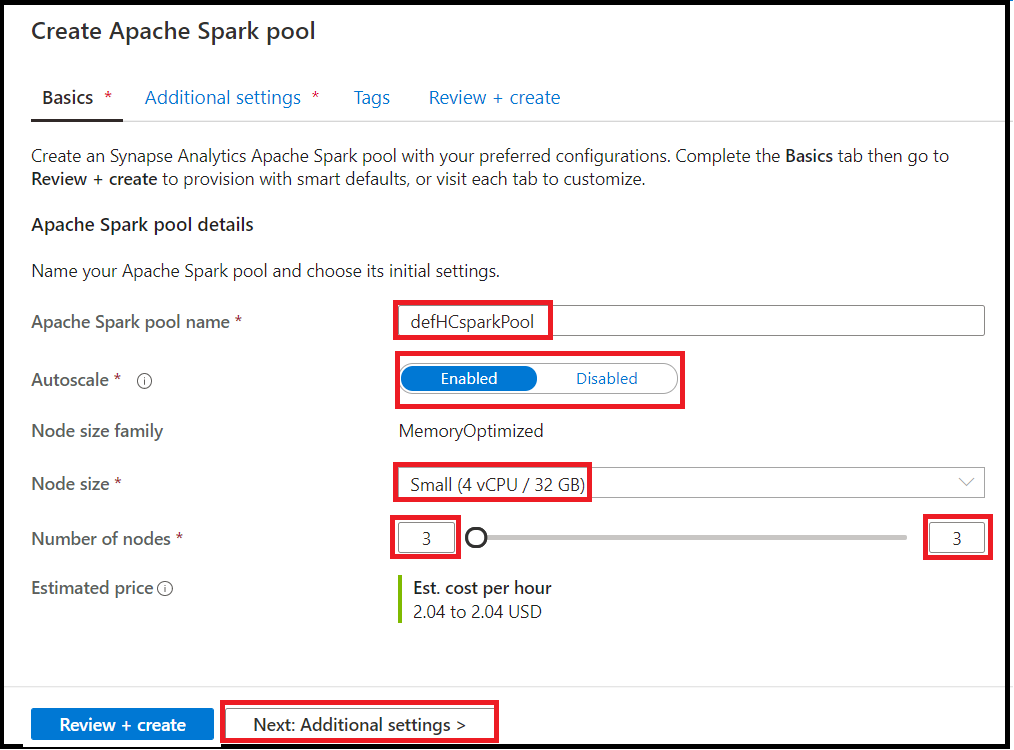 Create Apache Spark pool
Basics * Additional settings * Tags Review + create
Create an Synapse Analytics Apache Spark pool with your preferred configurations. Complete the Basics tab then go to
Review + create to provision with smart defaults, or visit each tab to customize.
Apache Spark pool details
Name your Apache Spark pool and choose its initial settings.
Apache Spark pool name * defHCsparkPool
Autoscale * Enabled Disabled
Node size family MemoryOptimized
Node size * Small (4 vCPU / 32 GB)
Number of nodes * 3 3
Estimated price Est. cost per hour
2.04 to 2.04 USD
Review + create Next: Additional settings >